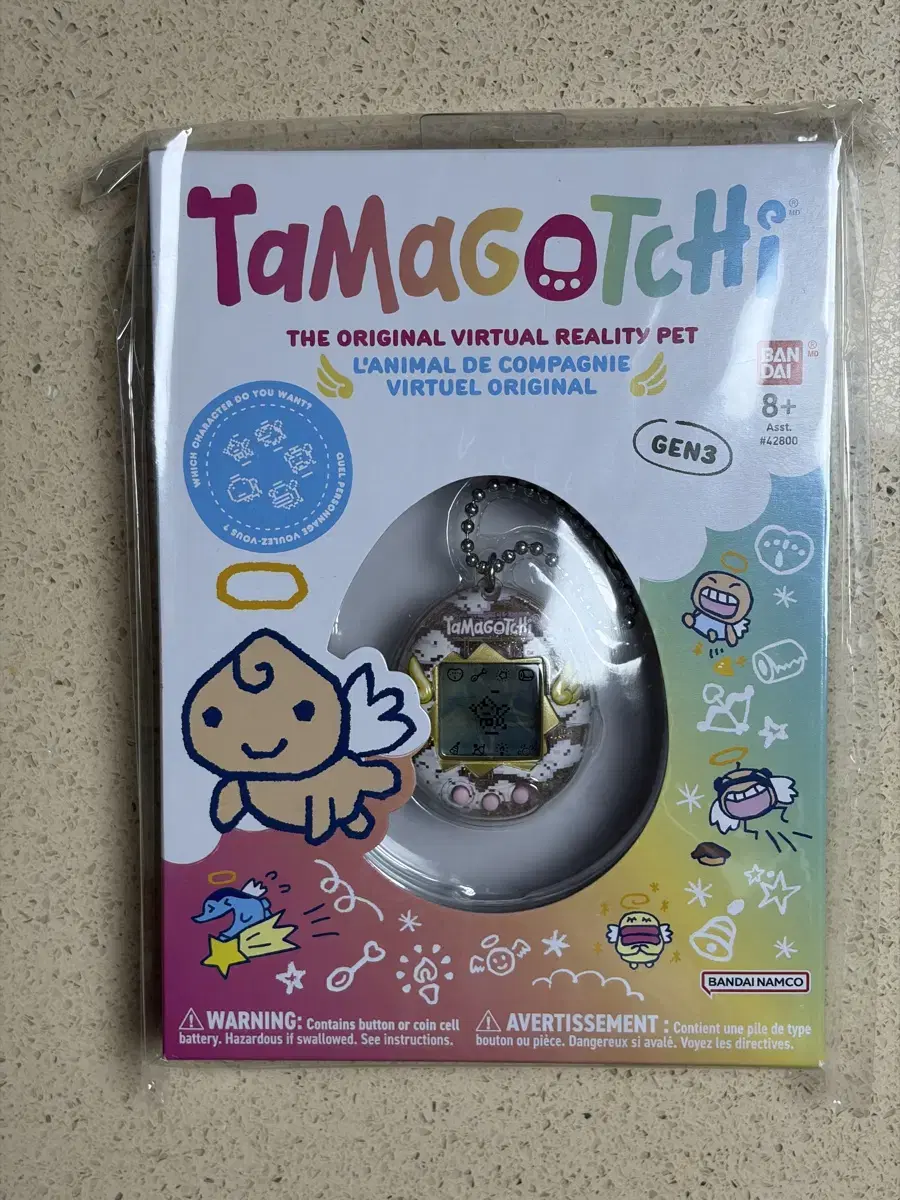 TaMaGoTcHi
® MD
THE ORIGINAL VIRTUAL REALITY PET
L'ANIMAL DE COMPAGNIE
VIRTUEL ORIGINAL
BAN
DAI
® MD
8+
Asst.
#42800
WHICH CHARACTER DO YOU WANT?
QUEL PERSONNAGE VOULEZ-VOUS ?
GEN3
TaMaGoTcHi
BANDAI NAMCO
WARNING: Contains button or coin cell
battery. Hazardous if swallowed. See instructions.
AVERTISSEMENT : Contient une pile de type
bouton ou pièce. Dangereux si avalé. Voyez les directives.